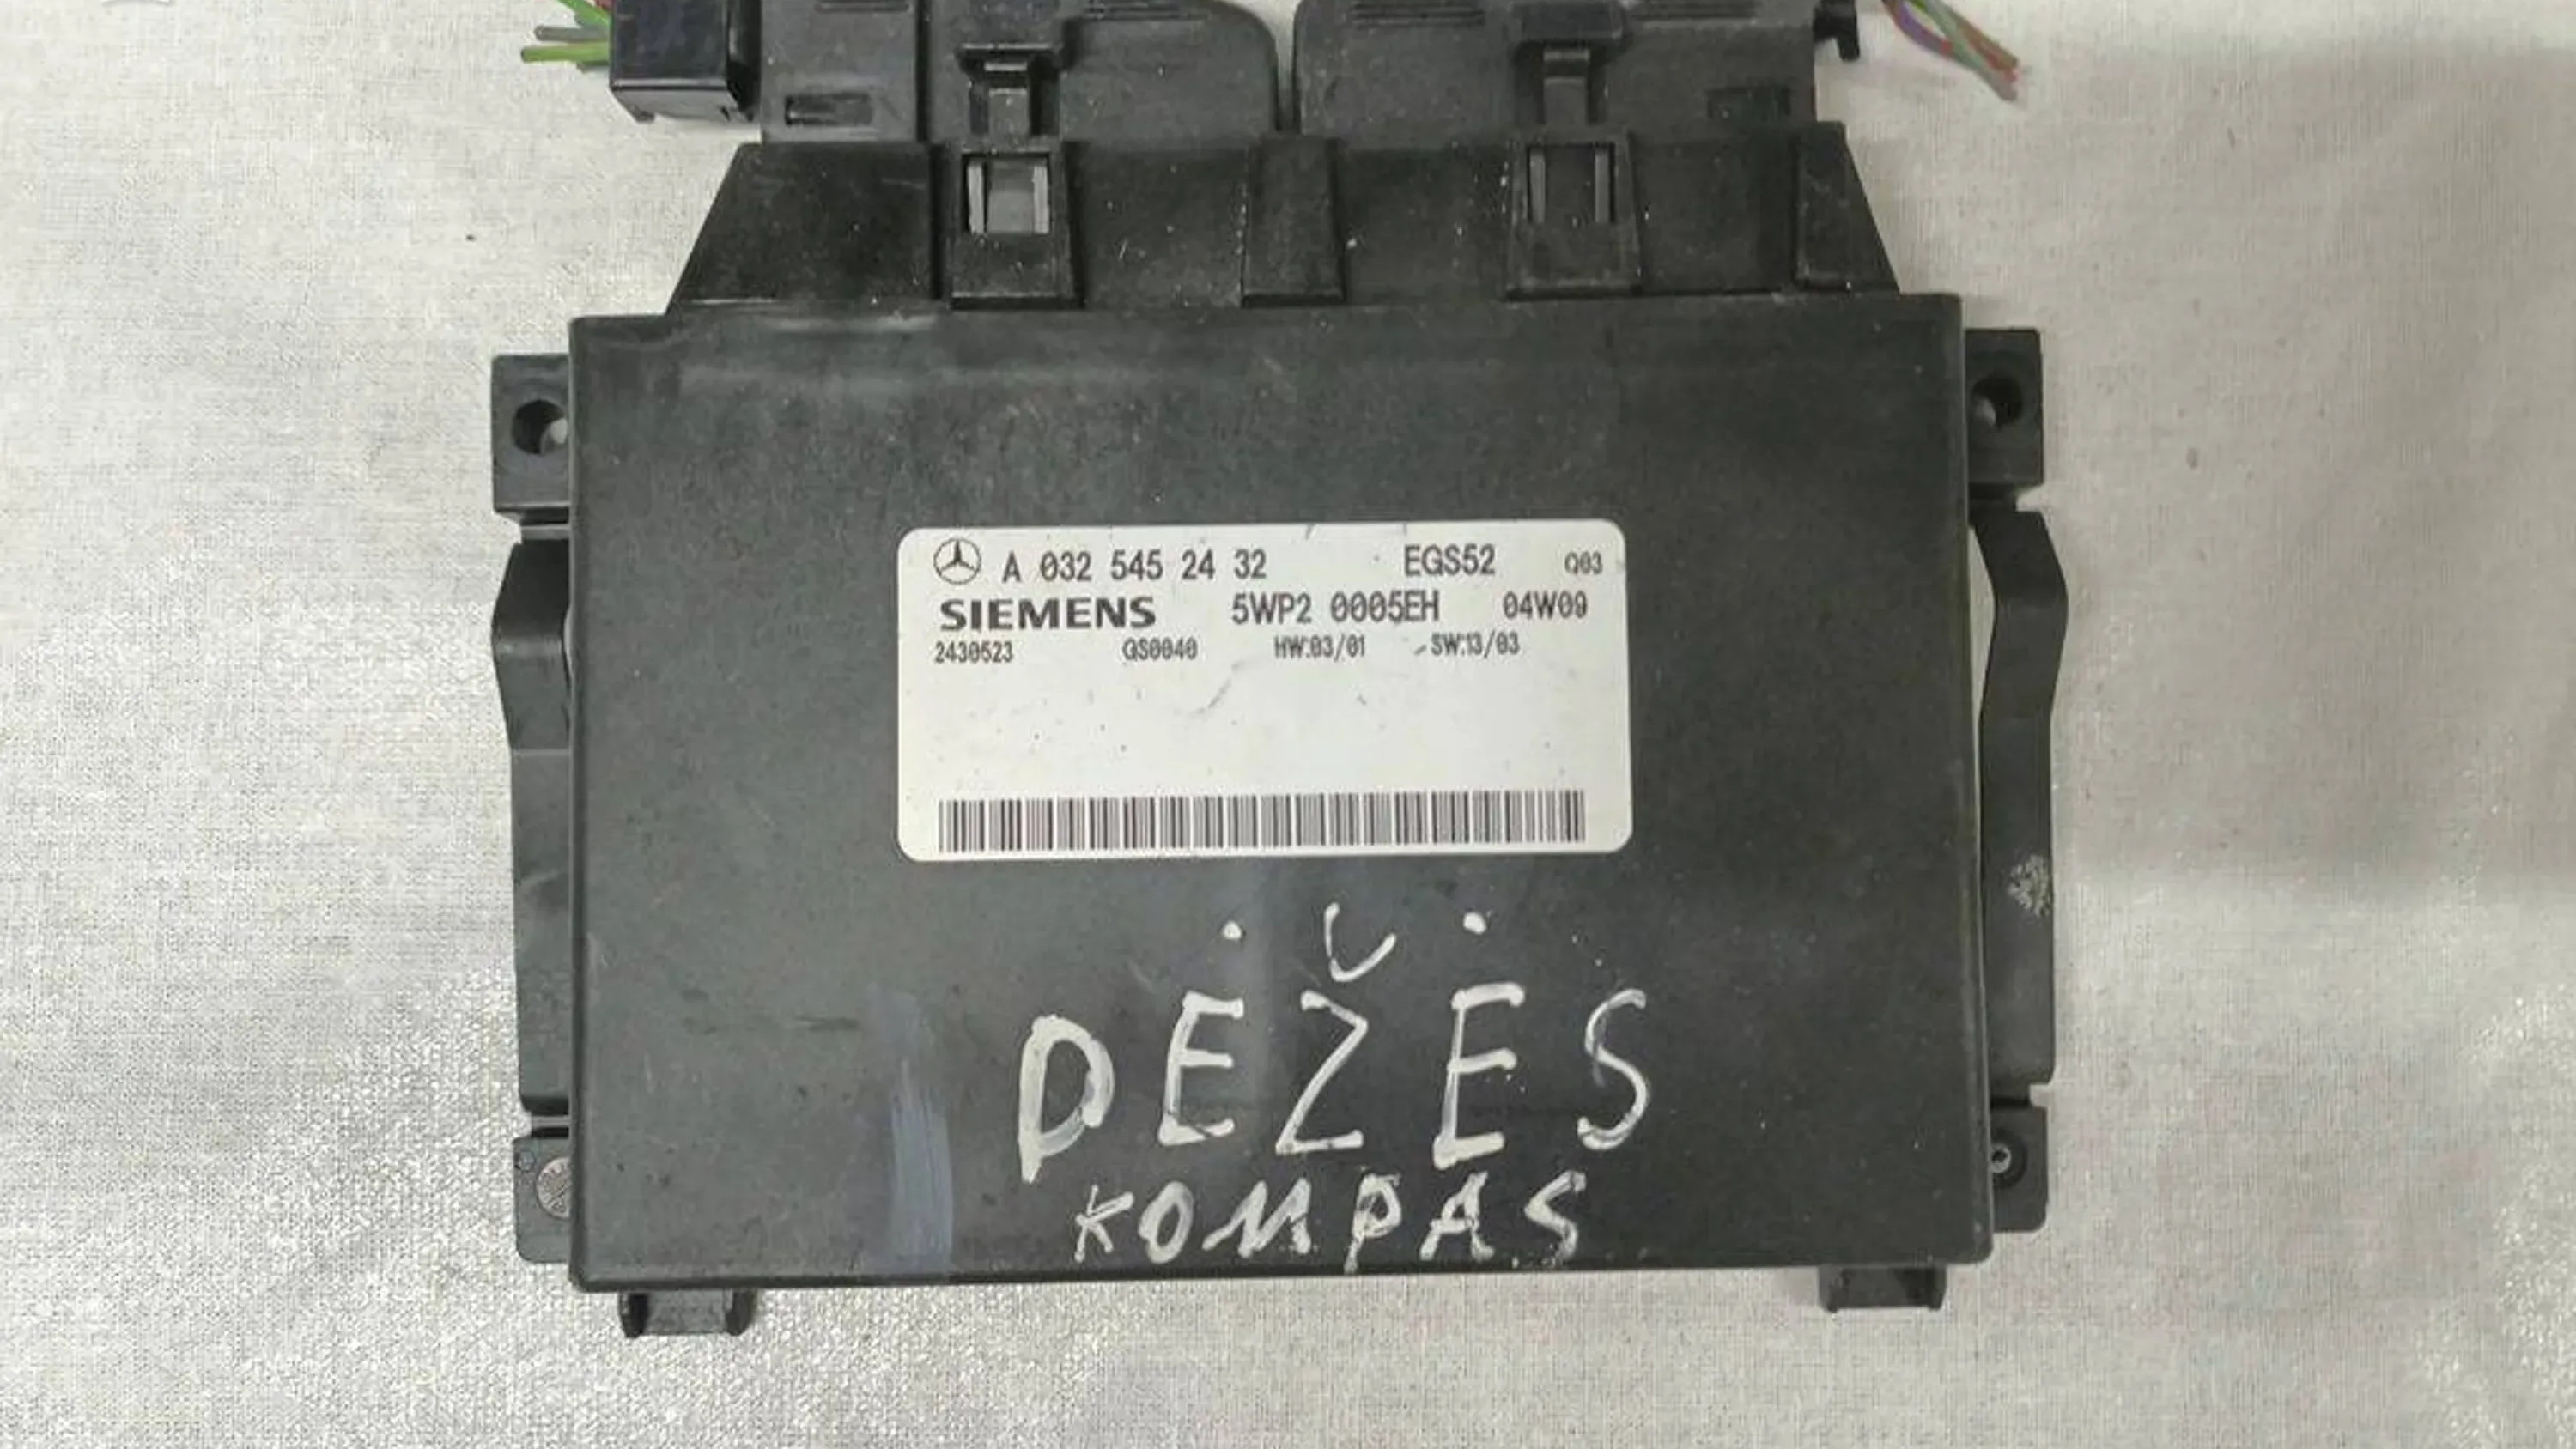 A 032 545 24 32 EGS52 Q03
SIEMENS 5WP2 0005EH 04W09
2430523 QS0040 HW:03/01 SW:13/03
DĖŽĖS
KOMPAS